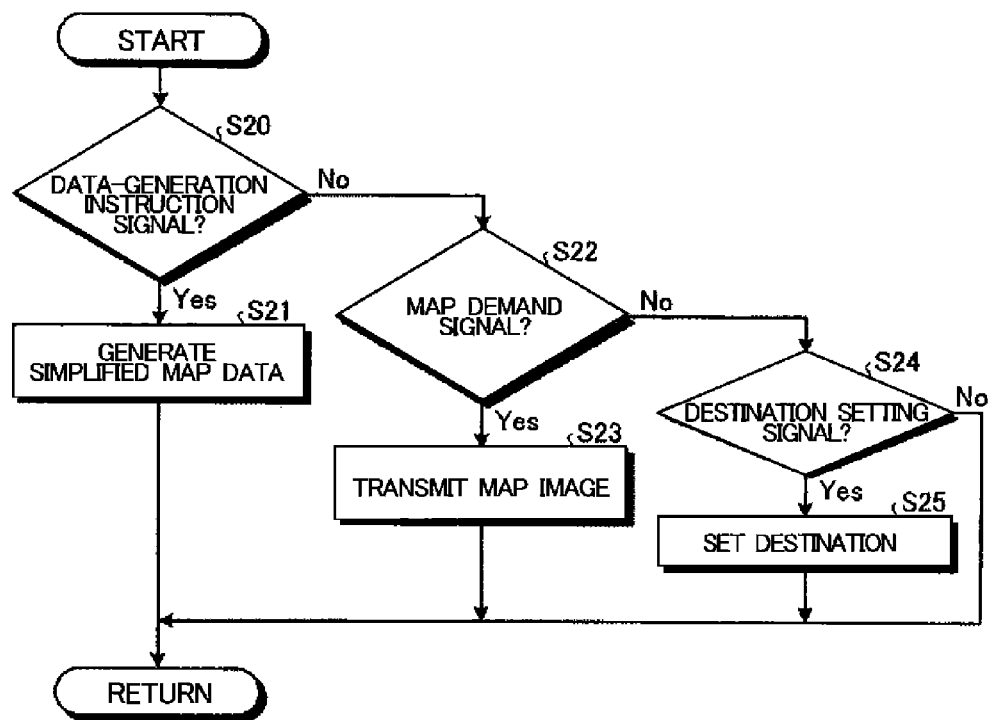 START
S20
DATA-GENERATION
INSTRUCTION
SIGNAL?
No
Yes
S21
GENERATE
SIMPLIFIED MAP DATA
S22
MAP DEMAND
SIGNAL?
No
Yes
S23
TRANSMIT MAP IMAGE
S24
DESTINATION SETTING
SIGNAL?
No
Yes
S25
SET DESTINATION
RETURN